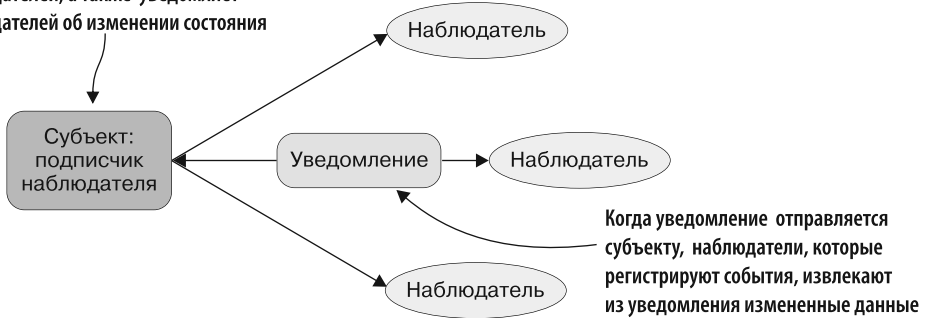 дателей об изменении состояния
Наблюдатель
Субъект:
подписчик
наблюдателя
Уведомление
Наблюдатель
Когда уведомление отправляется
субъекту, наблюдатели, которые
регистрируют события, извлекают
из уведомления измененные данные
Наблюдатель